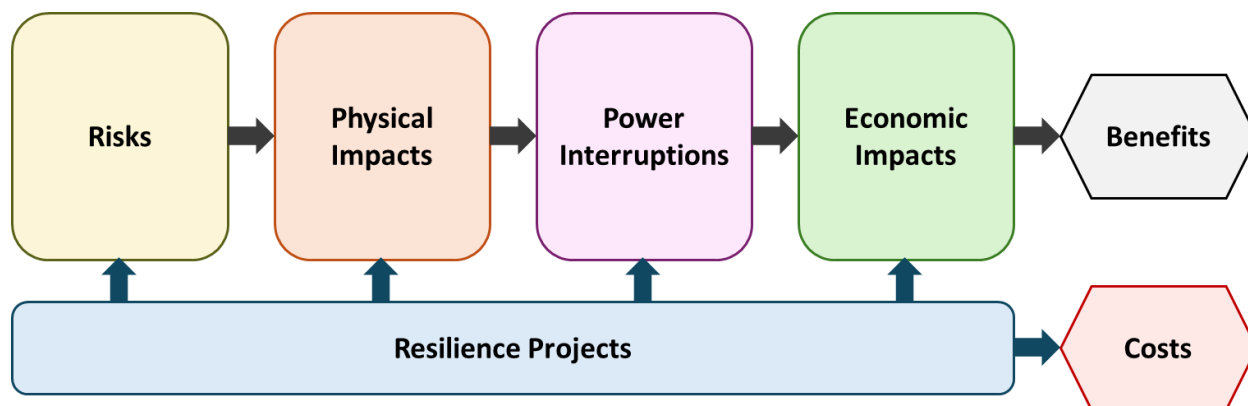 Risks
Physical
Impacts
Power
Interruptions
Economic
Impacts
Benefits
Resilience Projects
Costs